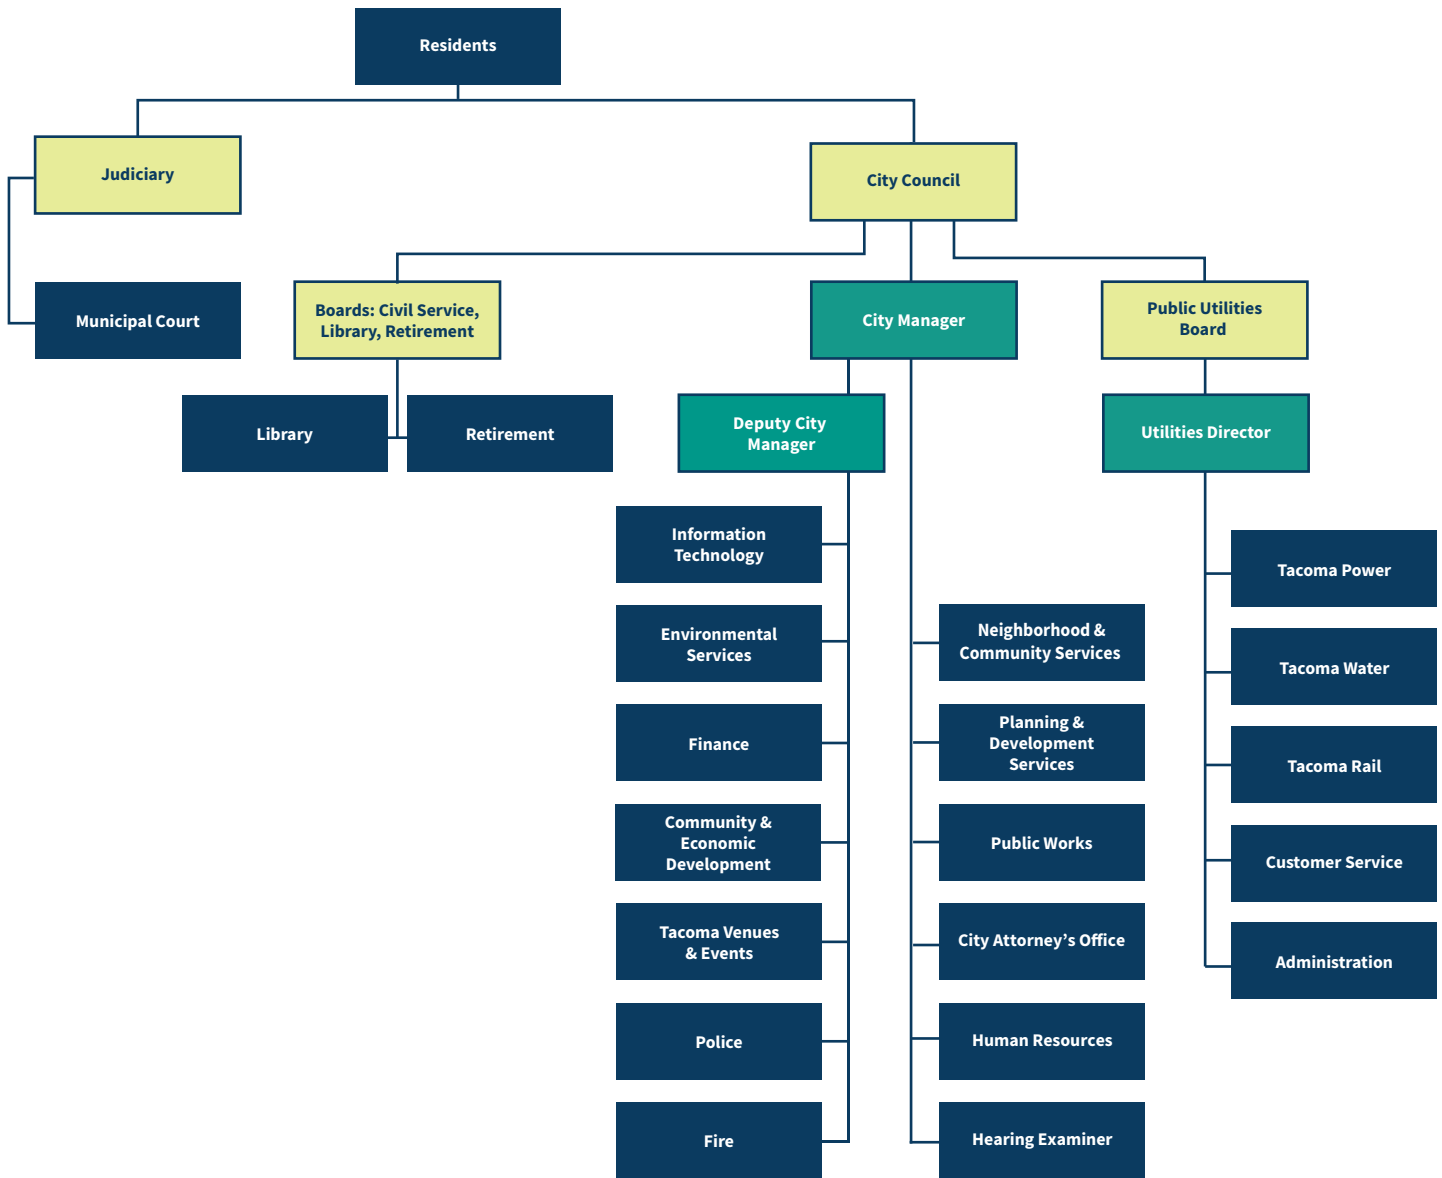 Residents
Judiciary
City Council
Municipal Court
Boards: Civil Service,
Library, Retirement
City Manager
Public Utilities
Board
Library
Retirement
Deputy City
Manager
Utilities Director
Information
Technology
Environmental
Services
Finance
Community &
Economic
Development
Tacoma Venues
& Events
Police
Fire
Neighborhood &
Community Services
Planning &
Development
Services
Public Works
City Attorney’s Office
Human Resources
Hearing Examiner
Tacoma Power
Tacoma Water
Tacoma Rail
Customer Service
Administration